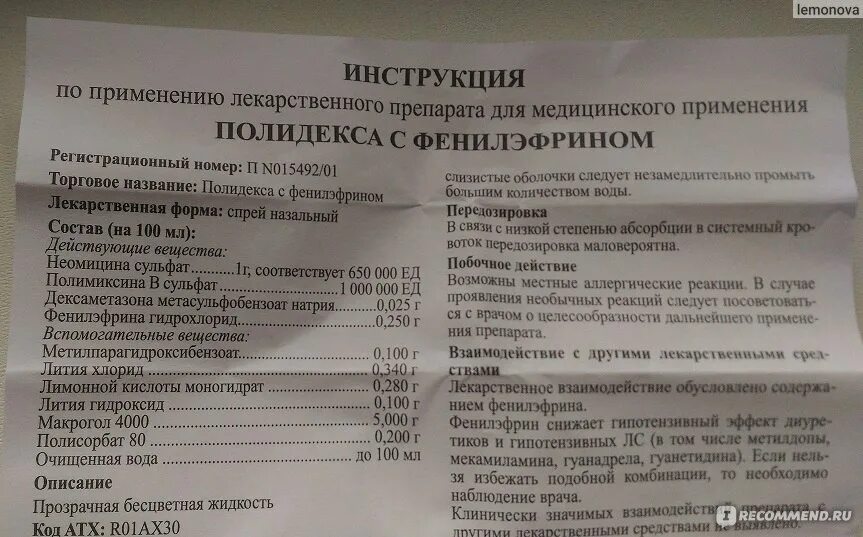 lemonova
ИНСТРУКЦИЯ
по применению лекарственного препарата для медицинского применения
ПОЛИДЕКСА С ФЕНИЛЭФРИНОМ
Регистрационный номер: П N015492/01
Торговое название: Полидекса с фенилэфрином
Лекарственная форма: спрей назальный
Состав (на 100 мл):
Действующие вещества:
Неомицина сульфат..........1г, соответствует 650 000 ЕД
Полимиксина В сульфат..................1 000 000 ЕД
Дексаметазона метасульфобензоат натрия...0,025 г
Фенилэфрина гидрохлорид......................0,250 г
Вспомогательные вещества:
Метилпарагидроксибензоат......................0,100 г
Лития хлорид.......................................0,340 г
Лимонной кислоты моногидрат.................0,280 г
Лития гидроксид...................................0,100 г
Макрогол 4000.....................................5,000 г
Полисорбат 80......................................0,200 г
Очищенная вода..................................до 100 мл
Описание
Прозрачная бесцветная жидкость
Код АТХ: R01AX30
слизистые оболочки следует незамедлительно промыть
большим количеством воды.
Передозировка
В связи с низкой степенью абсорбции в системный кро-
воток передозировка маловероятна.
Побочное действие
Возможны местные аллергические реакции. В случае
проявления необычных реакций следует посоветовать-
ся с врачом о целесообразности дальнейшего примене-
ния препарата.
Взаимодействие с другими лекарственными сред-
ствами
Лекарственное взаимодействие обусловлено содержа-
нием фенилэфрина.
Фенилэфрин снижает гипотензивный эффект диуре-
тиков и гипотензивных ЛС (в том числе метилдопы,
мекамиламина, гуанадрела, гуанетидина). Если нель-
зя избежать подобной комбинации, то необходимо
наблюдение врача.
Клинически значимых взаимодействий препарата с
другими лекарственными средствами не выявлено.
RECOMMEND.RU